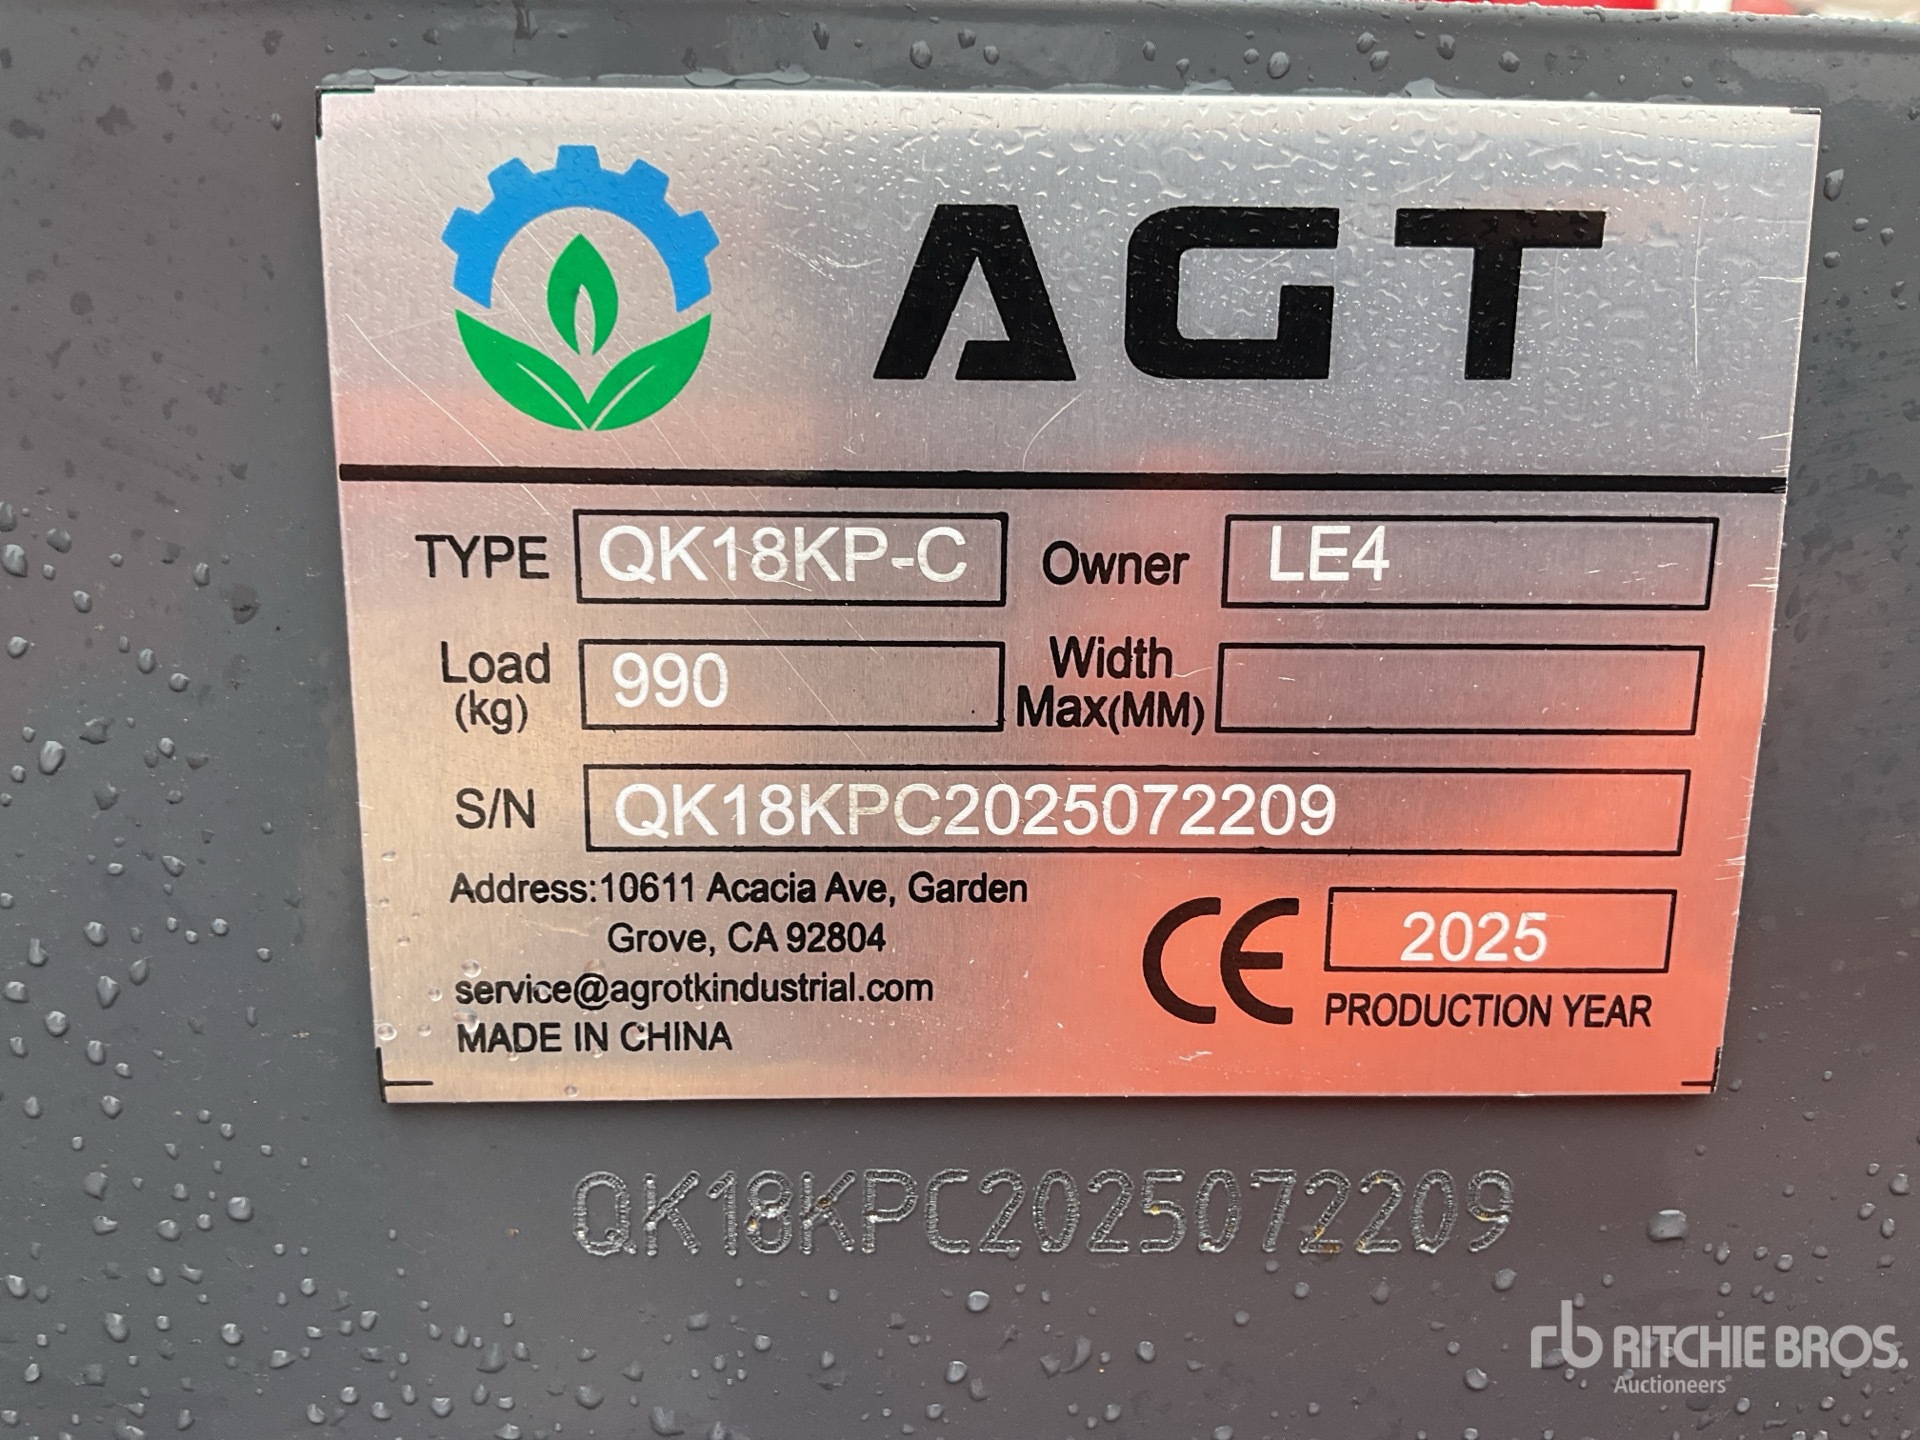 AGT
TYPE QK18KP-C Owner LE4
Load (kg) 990 Width Max(MM)
S/N QK18KPC2025072209
Address:10611 Acacia Ave, Garden
Grove, CA 92804
service@agrotkindustrial.com
MADE IN CHINA
CE 2025
PRODUCTION YEAR
QK18KPC2025072209
rb RITCHIE BROS.
Auctioneers